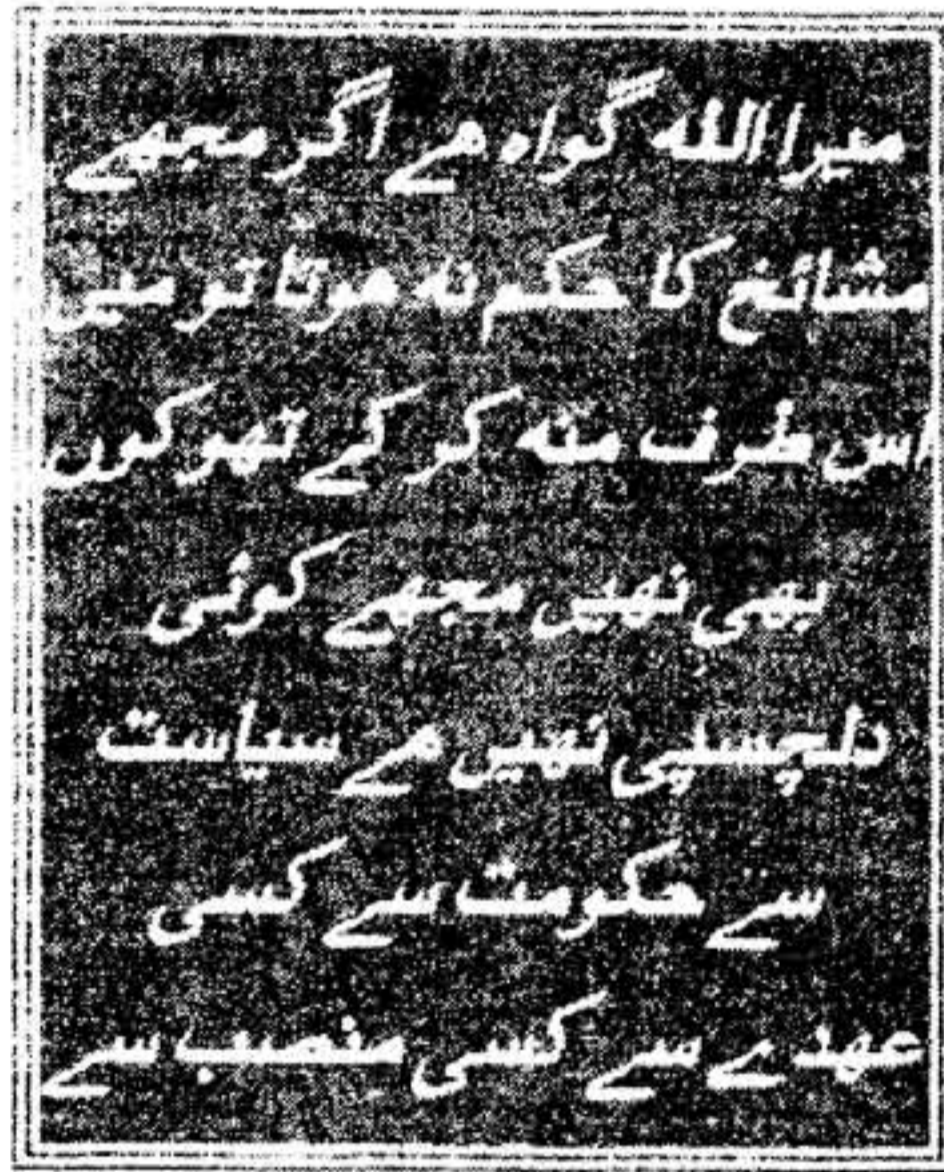 میرا اللہ گواہ ہے اگر مجھے
مشائخ کا حکم نہ ہوتا تو میں
اس طرف منہ کر کے تھوکوں
بھی نہیں مجھے کوئی
دلچسپی نہیں ہے سیاست
سے حکومت سے کسی
عہدے سے کسی منصب سے